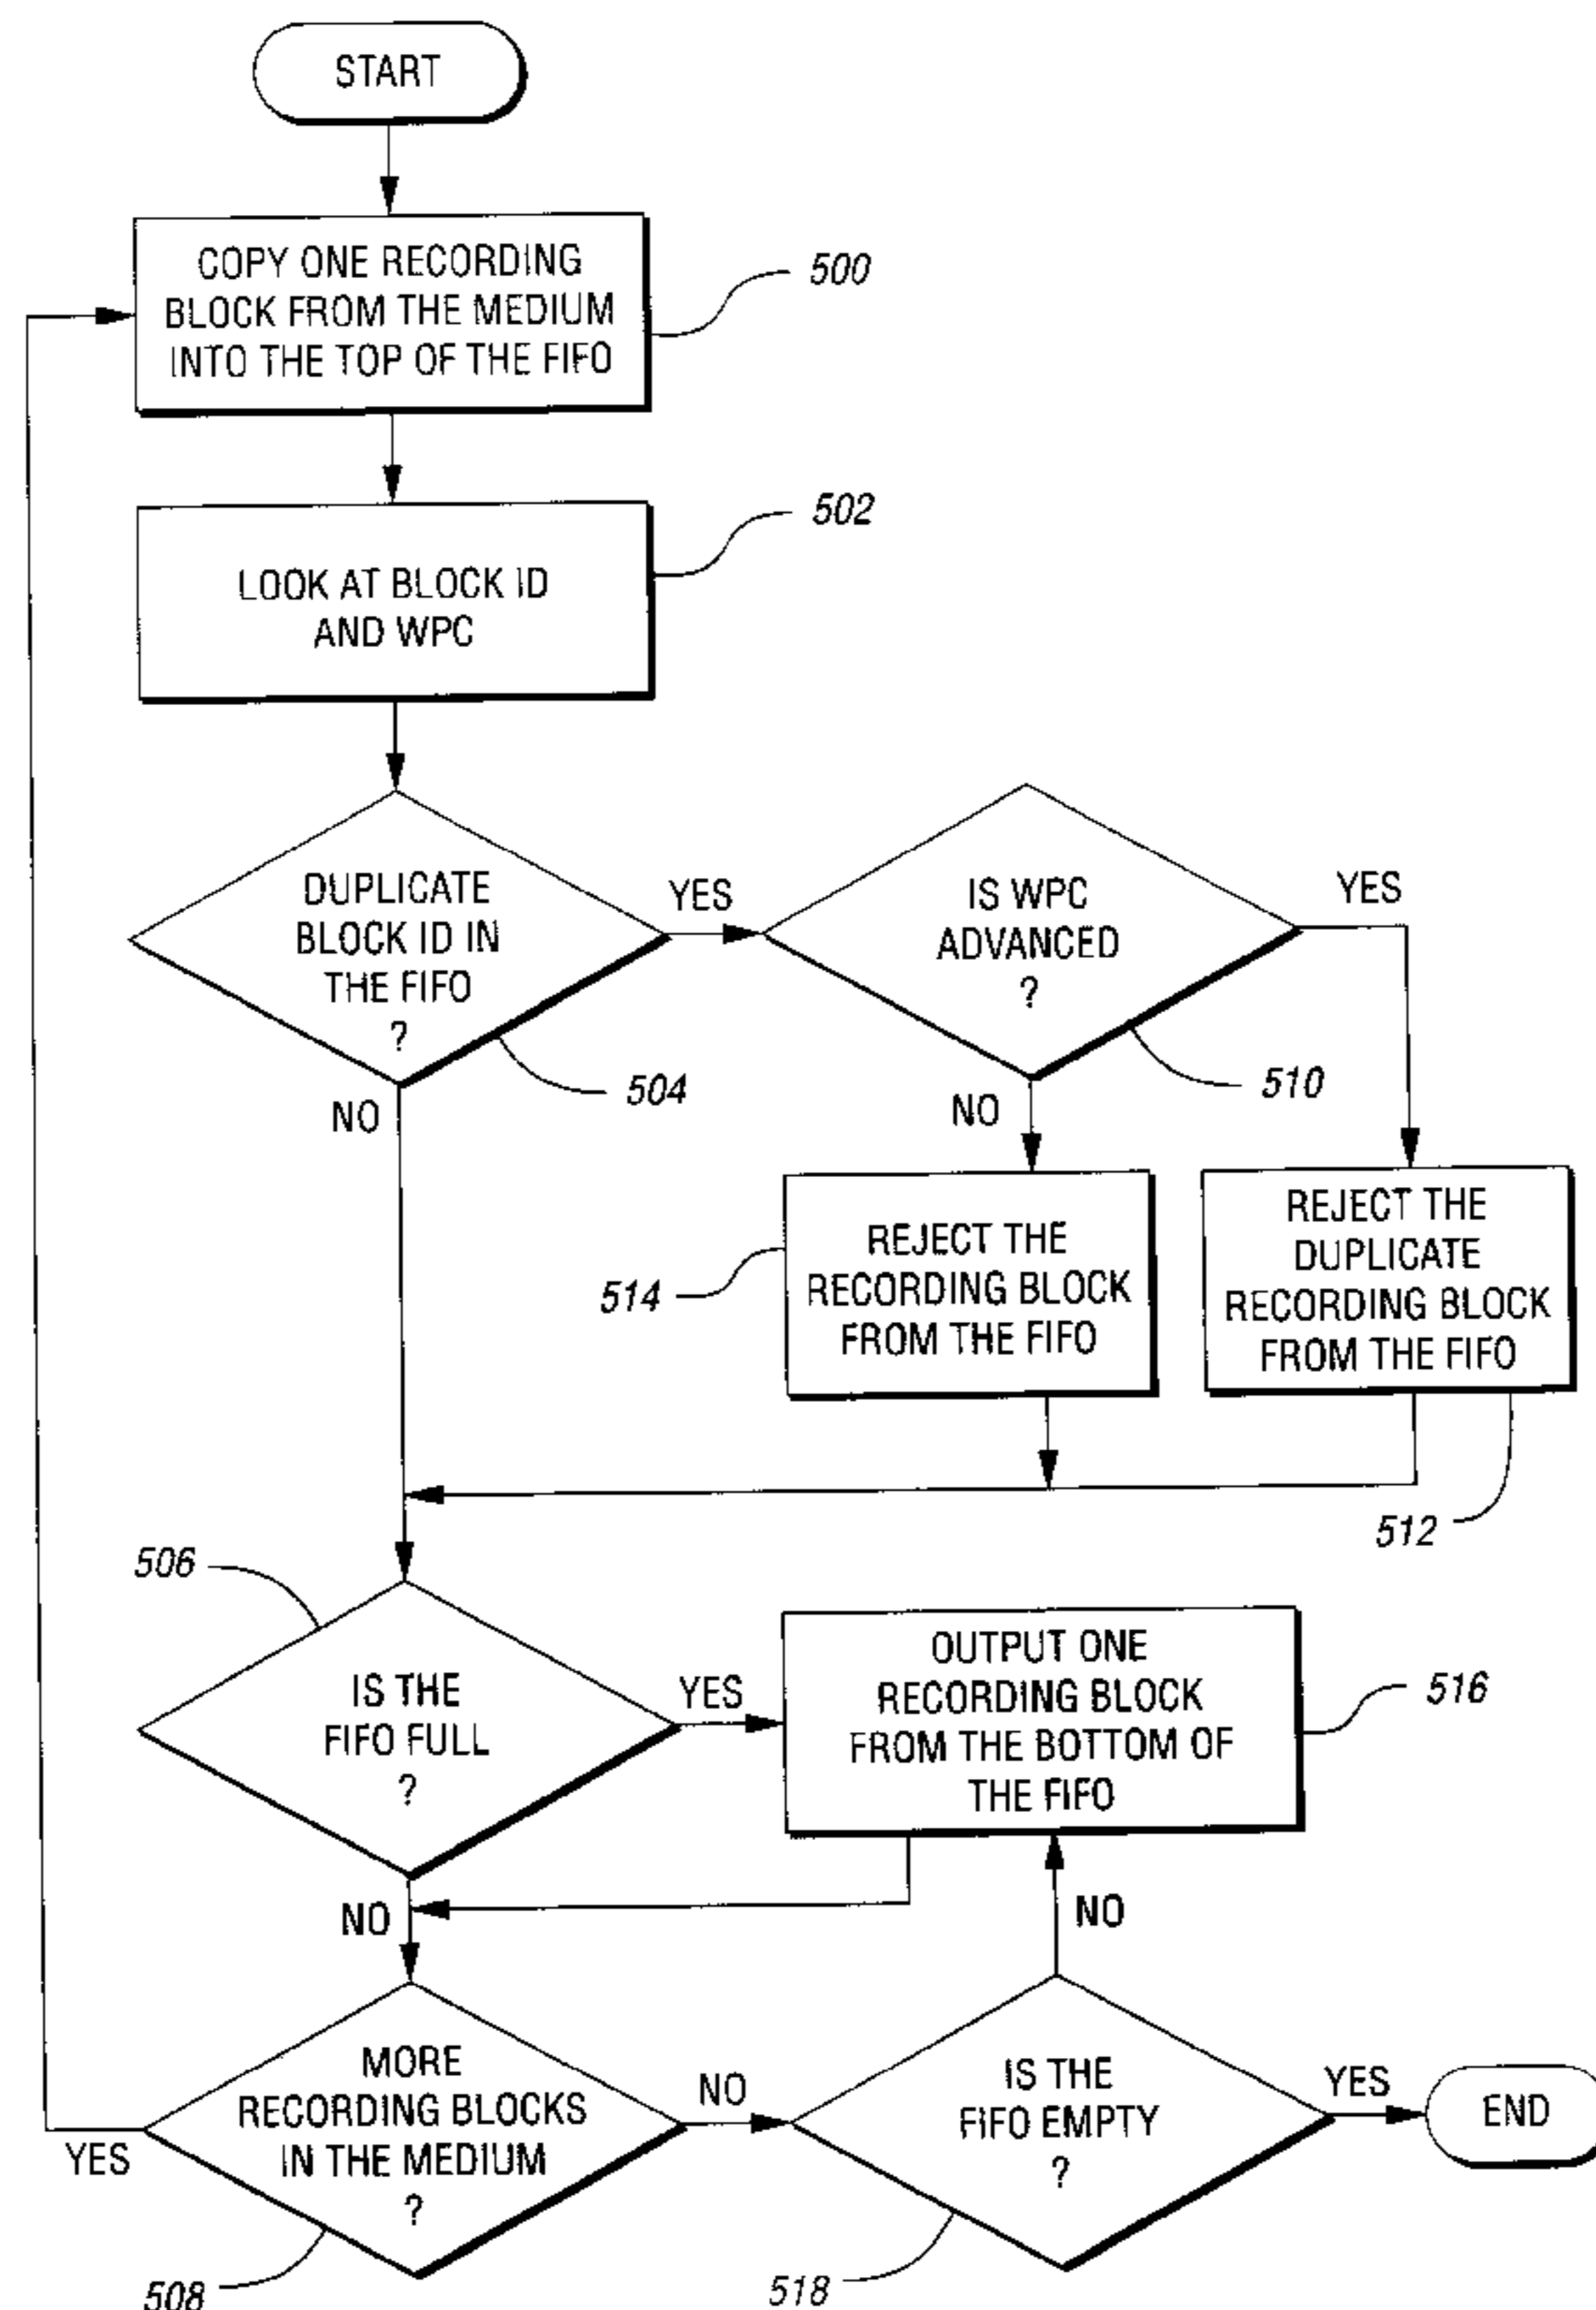 START
COPY ONE RECORDING
BLOCK FROM THE MEDIUM
INTO THE TOP OF THE FIFO
500
LOOK AT BLOCK ID
AND WPC
502
DUPLICATE
BLOCK ID IN
THE FIFO
?
504
YES
NO
IS WPC
ADVANCED
?
510
YES
NO
REJECT THE
RECORDING BLOCK
FROM THE FIFO
514
REJECT THE
DUPLICATE
RECORDING BLOCK
FROM THE FIFO
512
506
IS THE
FIFO FULL
?
YES
NO
OUTPUT ONE
RECORDING BLOCK
FROM THE BOTTOM OF
THE FIFO
516
NO
MORE
RECORDING BLOCKS
IN THE MEDIUM
?
YES
508
NO
IS THE
FIFO EMPTY
?
518
YES
END